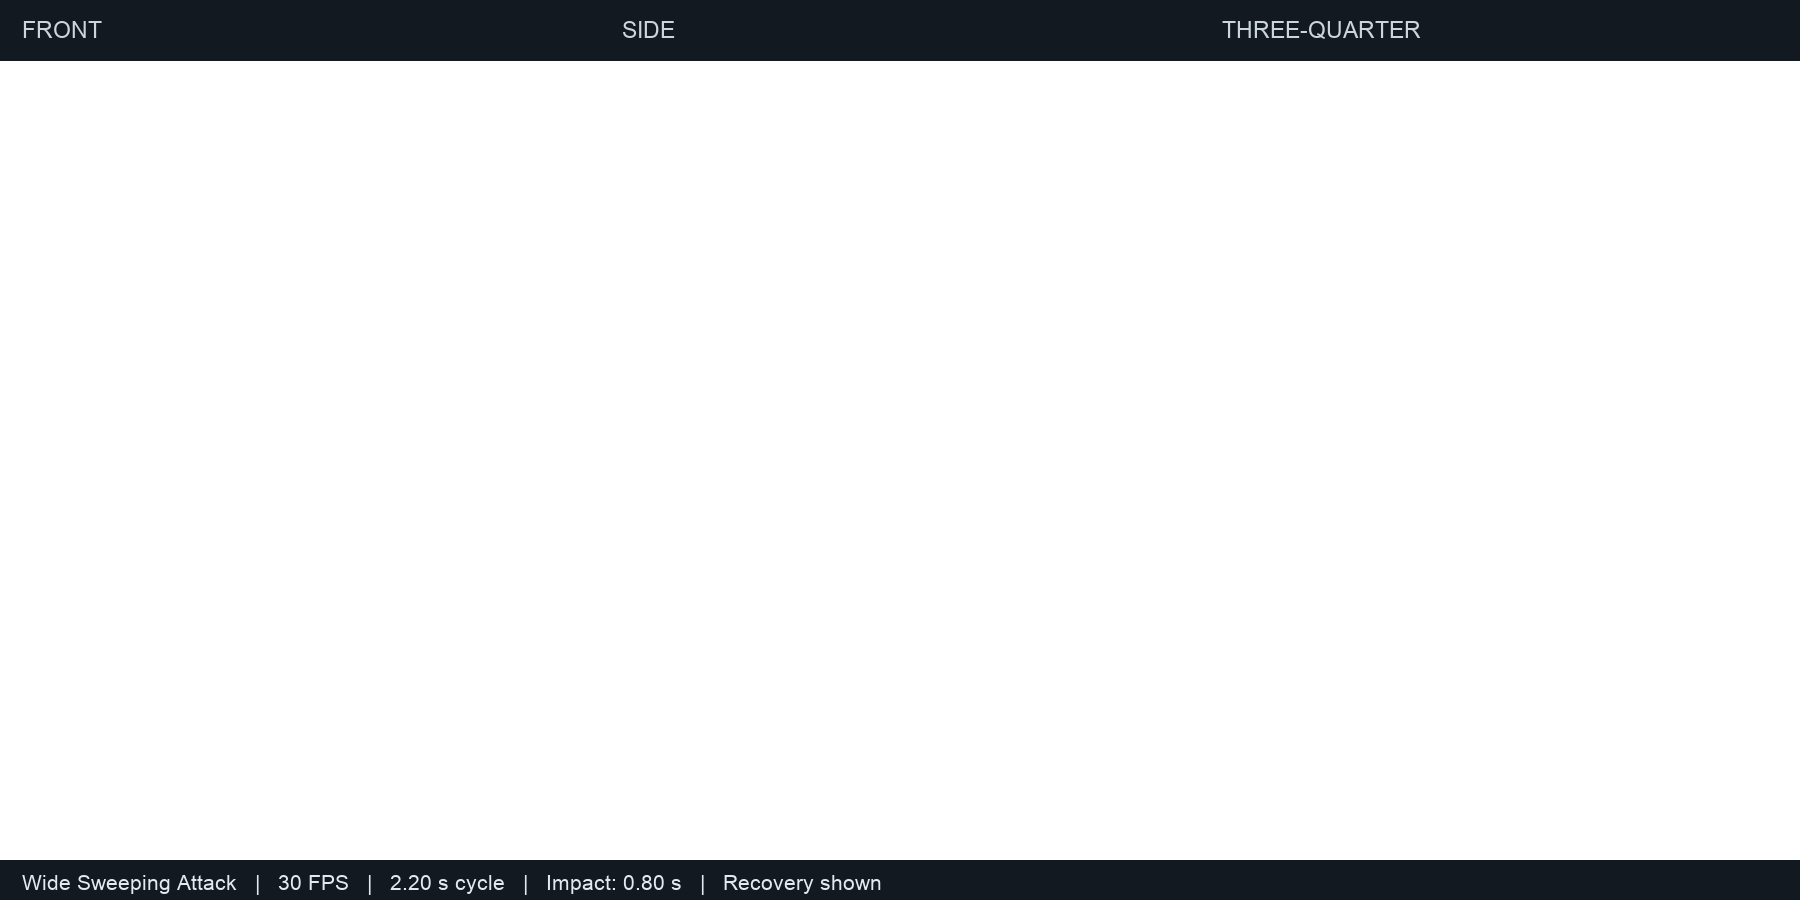 FRONT SIDE THREE-QUARTER
Wide Sweeping Attack | 30 FPS | 2.20 s cycle | Impact: 0.80 s | Recovery shown